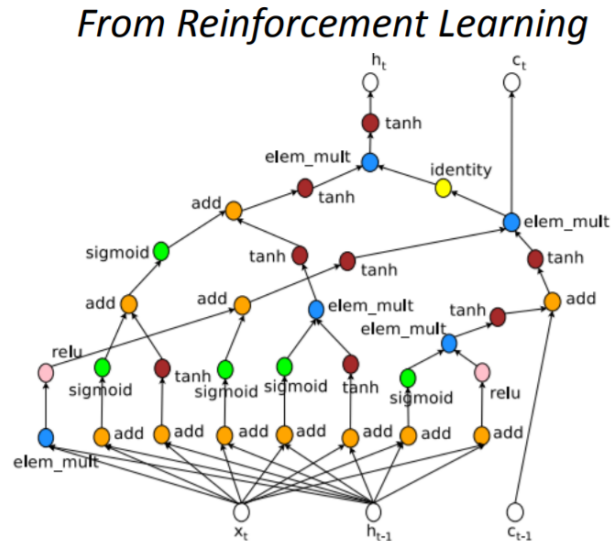 From Reinforcement Learning
h_t c_t
tanh
elem_mult
identity
add
tanh
elem_mult
sigmoid
tanh
tanh
tanh
add
add
elem_mult
tanh
add
elem_mult
relu
sigmoid
tanh
sigmoid
sigmoid
tanh
sigmoid
relu
elem_mult
add
add
add
add
add
add
add
x_t h_{t-1} c_{t-1}